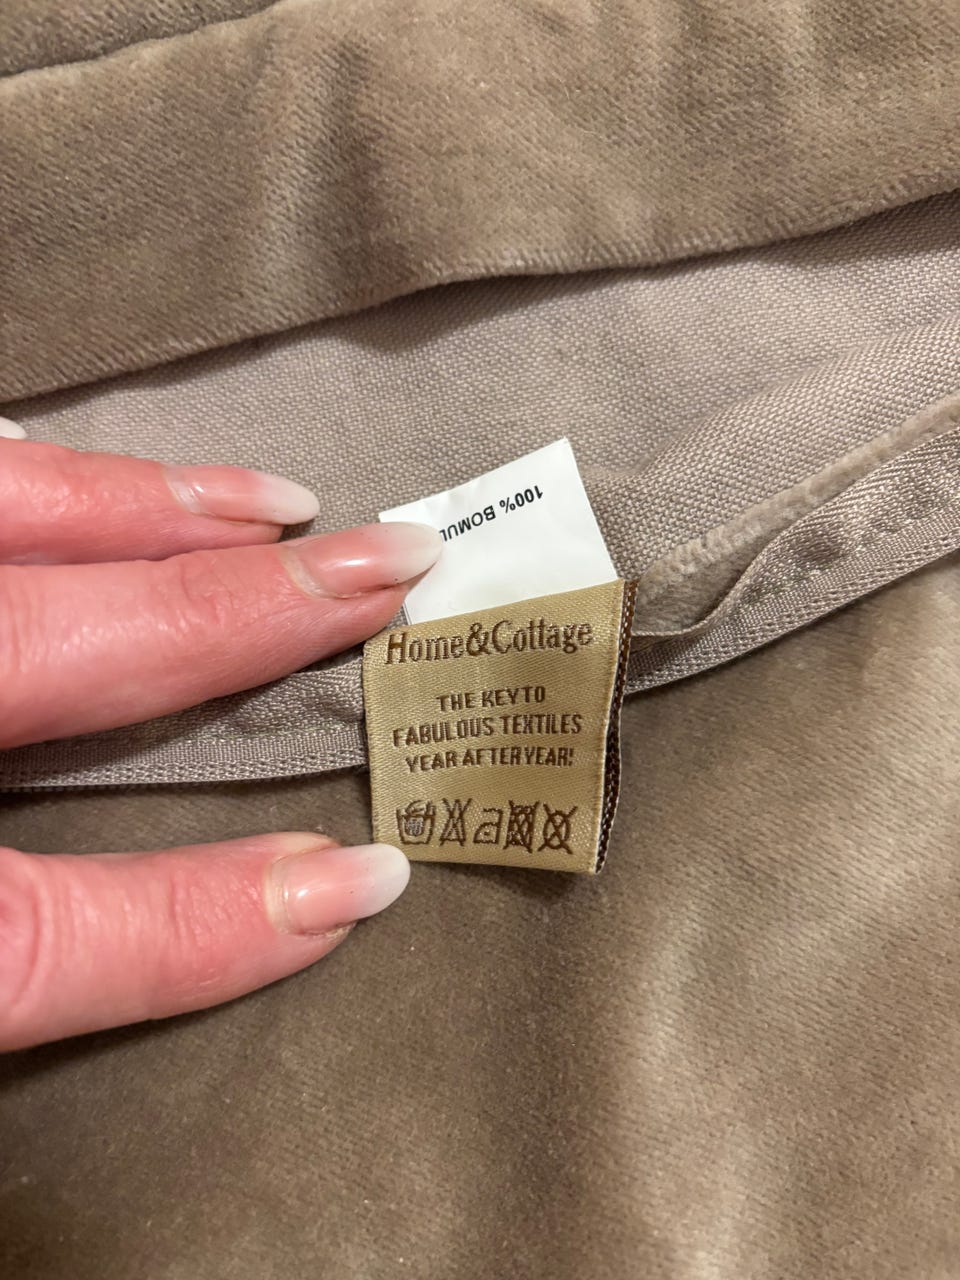 100% BOMUL
Home&Cottage
THE KEY TO
FABULOUS TEXTILES
YEAR AFTER YEAR!